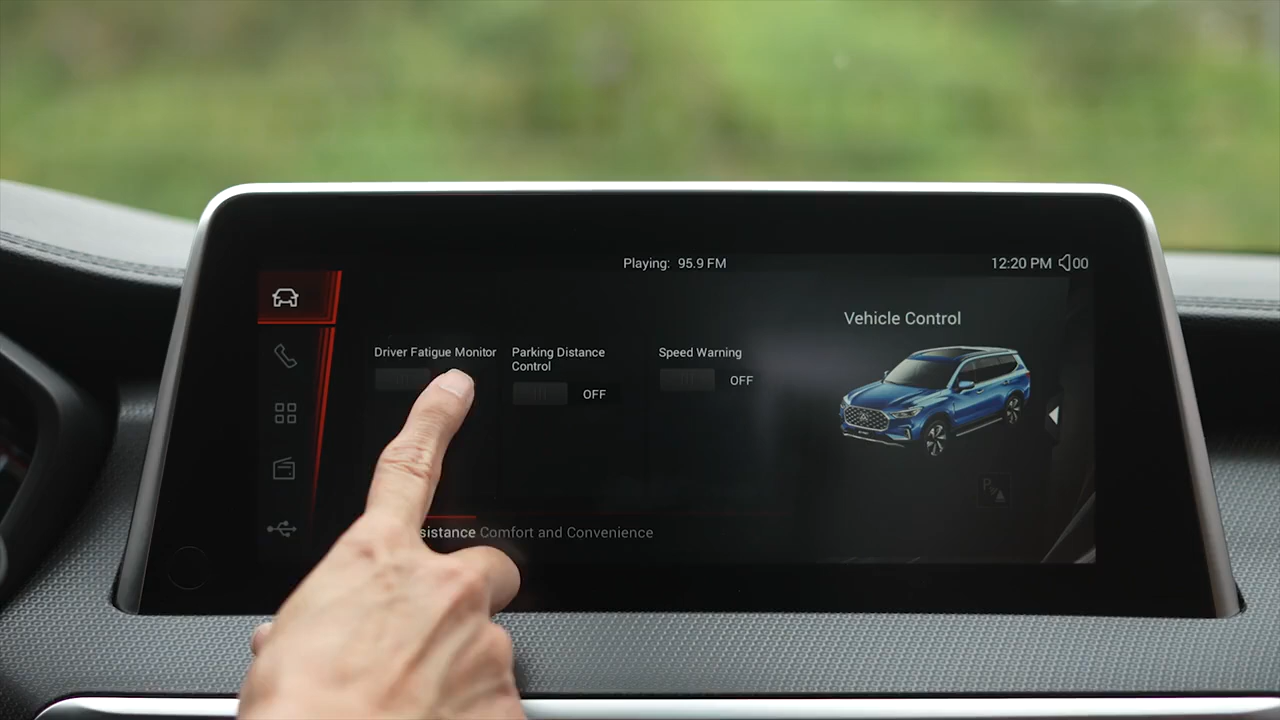 Playing: 95.9 FM
12:20 PM 00
Vehicle Control
Driver Fatigue Monitor
Parking Distance
Control
OFF
Speed Warning
OFF
sistance Comfort and Convenience
P